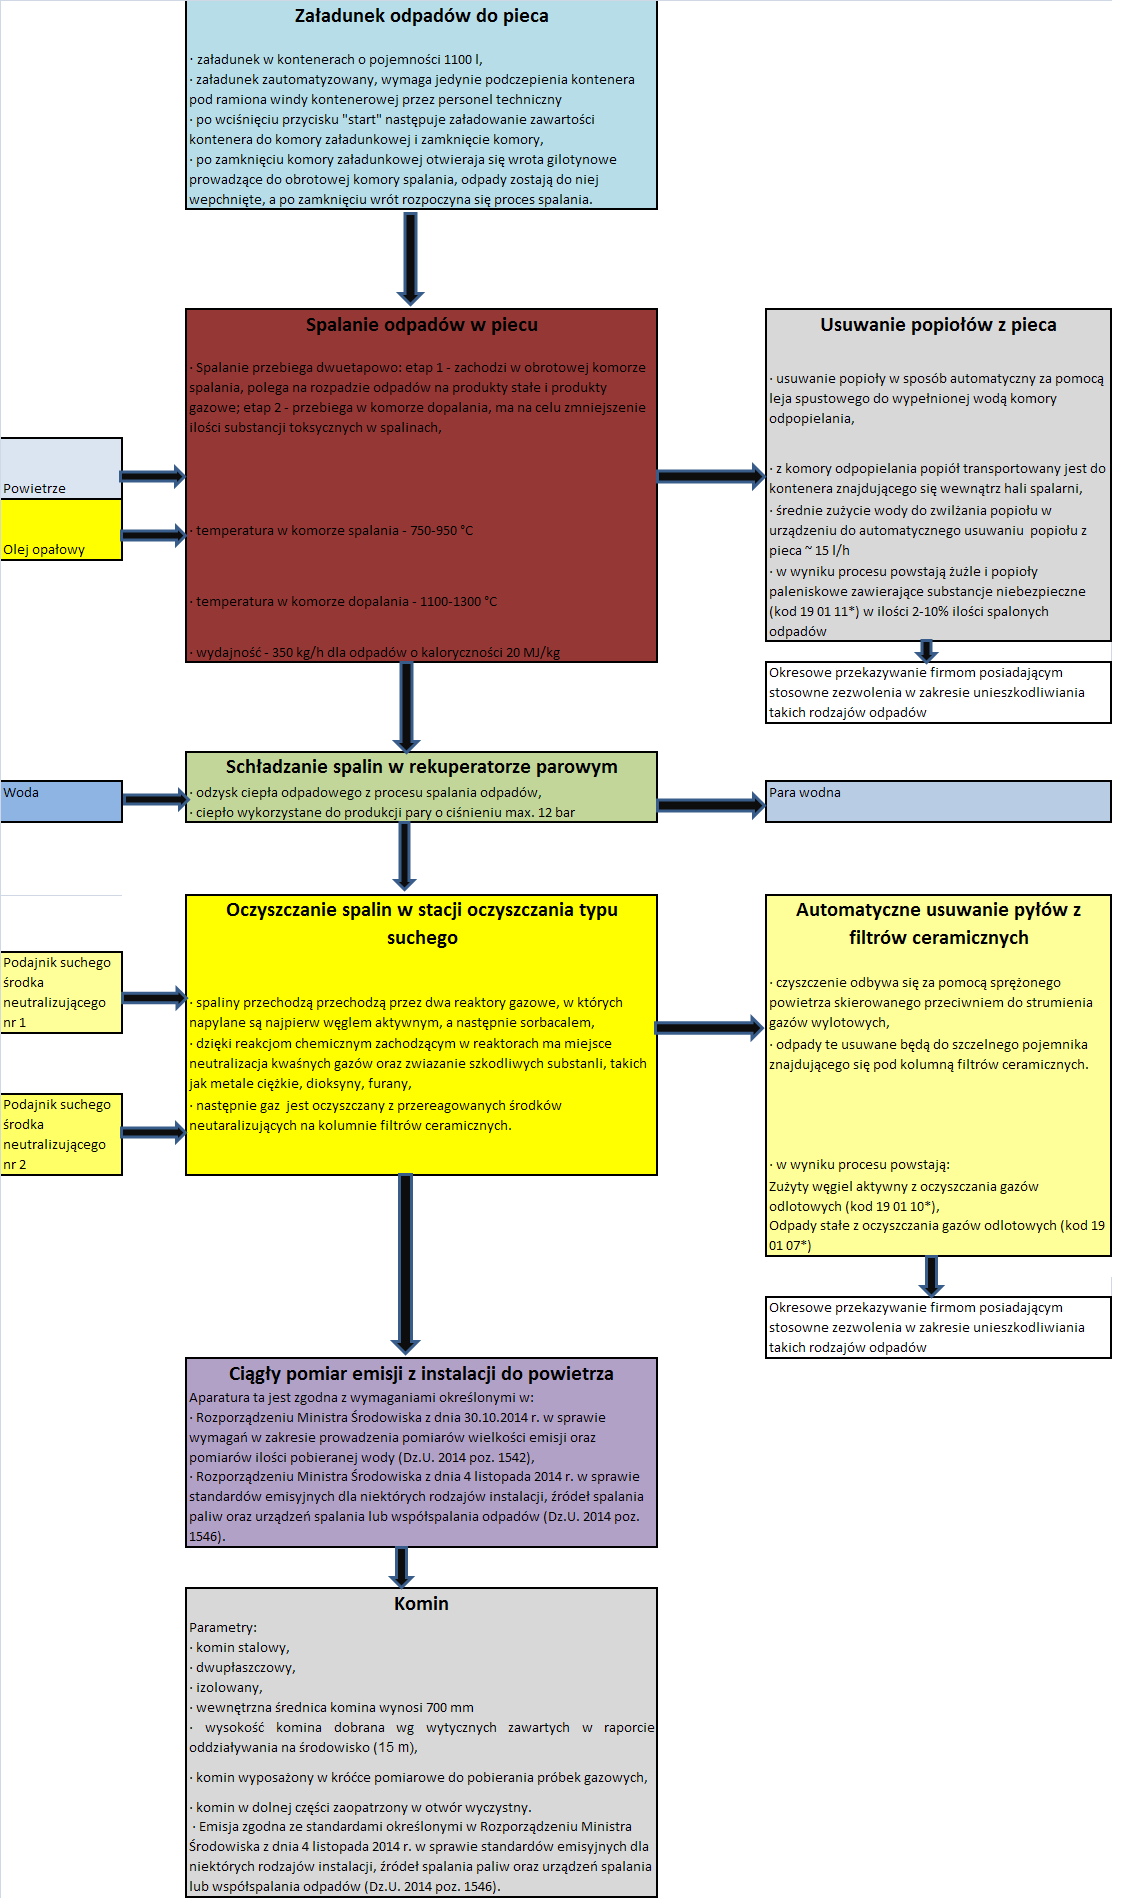 Załadunek odpadów do pieca
· załadunek w kontenerach o pojemności 1100 l,
· załadunek zautomatyzowany, wymaga jedynie podczepienia kontenera
pod ramiona windy kontenerowej przez personel techniczny
· po wciśnięciu przycisku "start" następuje załadowanie zawartości
kontenera do komory załadunkowej i zamknięcie komory,
· po zamknięciu komory załadunkowej otwieraja się wrota gilotynowe
prowadzące do obrotowej komory spalania, odpady zostają do niej
wepchnięte, a po zamknięciu wrót rozpoczyna się proces spalania.
Spalanie odpadów w piecu
· Spalanie przebiega dwuetapowo: etap 1 - zachodzi w obrotowej komorze
spalania, polega na rozpadzie odpadów na produkty stałe i produkty
gazowe; etap 2 - przebiega w komorze dopalania, ma na celu zmniejszenie
ilości substancji toksycznych w spalinach,
· temperatura w komorze spalania - 750-950 °C
· temperatura w komorze dopalania - 1100-1300 °C
· wydajność - 350 kg/h dla odpadów o kaloryczności 20 MJ/kg
Powietrze
Olej opałowy
Usuwanie popiołów z pieca
· usuwanie popioły w sposób automatyczny za pomocą
leja spustowego do wypełnionej wodą komory
odpopielania,
· z komory odpopielania popiół transportowany jest do
kontenera znajdującego się wewnątrz hali spalarni,
· średnie zużycie wody do zwilżania popiołu w
urządzeniu do automatycznego usuwania  popiołu z
pieca ~ 15 l/h
· w wyniku procesu powstają żużle i popioły
paleniskowe zawierające substancje niebezpieczne
(kod 19 01 11*) w ilości 2-10% ilości spalonych
odpadów
Okresowe przekazywanie firmom posiadającym
stosowne zezwolenia w zakresie unieszkodliwiania
takich rodzajów odpadów
Woda
Schładzanie spalin w rekuperatorze parowym
· odzysk ciepła odpadowego z procesu spalania odpadów,
· ciepło wykorzystane do produkcji pary o ciśnieniu max. 12 bar
Para wodna
Podajnik suchego
środka
neutralizującego
nr 1
Podajnik suchego
środka
neutralizującego
nr 2
Oczyszczanie spalin w stacji oczyszczania typu
suchego
· spaliny przechodzą przechodzą przez dwa reaktory gazowe, w których
napylane są najpierw węglem aktywnym, a następnie sorbacalem,
· dzięki reakcjom chemicznym zachodzącym w reaktorach ma miejsce
neutralizacja kwaśnych gazów oraz zwiazanie szkodliwych substanli, takich
jak metale ciężkie, dioksyny, furany,
· następnie gaz  jest oczyszczany z przereagowanych środków
neutaralizujących na kolumnie filtrów ceramicznych.
Automatyczne usuwanie pyłów z
filtrów ceramicznych
· czyszczenie odbywa się za pomocą sprężonego
powietrza skierowanego przeciwniem do strumienia
gazów wylotowych,
· odpady te usuwane będą do szczelnego pojemnika
znajdującego się pod kolumną filtrów ceramicznych.
· w wyniku procesu powstają:
Zużyty węgiel aktywny z oczyszczania gazów
odlotowych (kod 19 01 10*),
Odpady stałe z oczyszczania gazów odlotowych (kod 19
01 07*)
Okresowe przekazywanie firmom posiadającym
stosowne zezwolenia w zakresie unieszkodliwiania
takich rodzajów odpadów
Ciągły pomiar emisji z instalacji do powietrza
Aparatura ta jest zgodna z wymaganiami określonymi w:
· Rozporządzeniu Ministra Środowiska z dnia 30.10.2014 r. w sprawie
wymagań w zakresie prowadzenia pomiarów wielkości emisji oraz
pomiarów ilości pobieranej wody (Dz.U. 2014 poz. 1542),
· Rozporządzeniu Ministra Środowiska z dnia 4 listopada 2014 r. w sprawie
standardów emisyjnych dla niektórych rodzajów instalacji, źródeł spalania
paliw oraz urządzeń spalania lub współspalania odpadów (Dz.U. 2014 poz.
1546).
Komin
Parametry:
· komin stalowy,
· dwupłaszczowy,
· izolowany,
· wewnętrzna średnica komina wynosi 700 mm
· wysokość komina dobrana wg wytycznych zawartych w raporcie
oddziaływania na środowisko (15 m),
· komin wyposażony w króćce pomiarowe do pobierania próbek gazowych,
· komin w dolnej części zaopatrzony w otwór wyczystny.
· Emisja zgodna ze standardami określonymi w Rozporządzeniu Ministra
Środowiska z dnia 4 listopada 2014 r. w sprawie standardów emisyjnych dla
niektórych rodzajów instalacji, źródeł spalania paliw oraz urządzeń spalania
lub współspalania odpadów (Dz.U. 2014 poz. 1546).